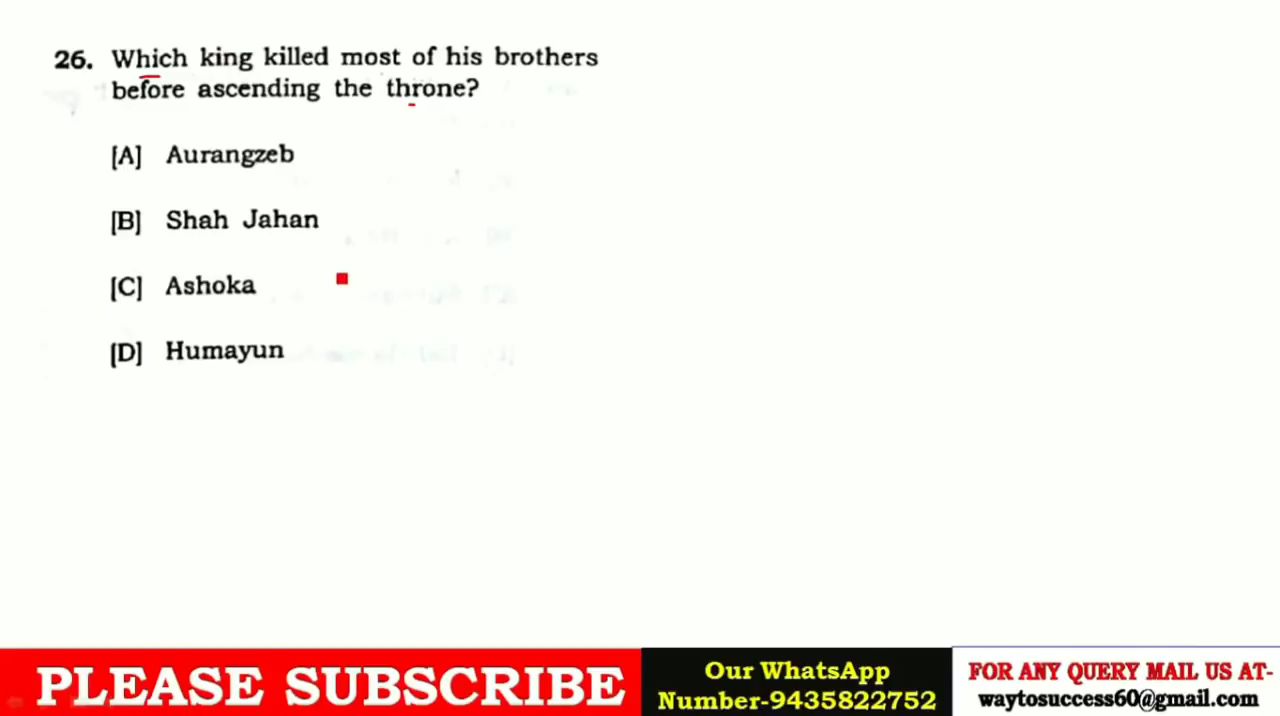 26. Which king killed most of his brothers
before ascending the throne?
[A] Aurangzeb
[B] Shah Jahan
[C] Ashoka
[D] Humayun
PLEASE SUBSCRIBE
Our WhatsApp
Number-9435822752
FOR ANY QUERY MAIL US AT-
waytosuccess60@gmail.com